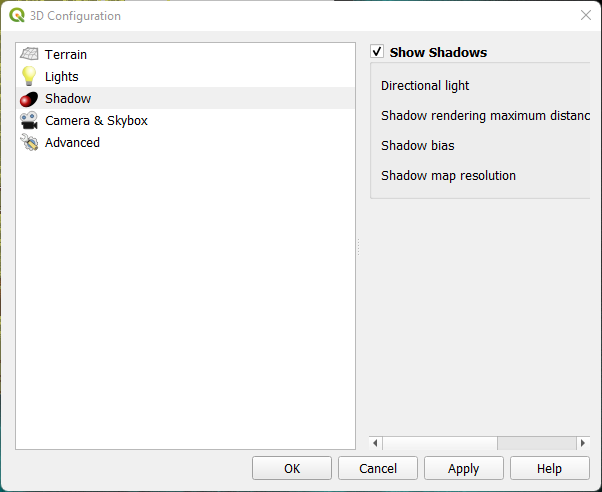 3D Configuration
Terrain
Lights
Shadow
Camera & Skybox
Advanced
Show Shadows
Directional light
Shadow rendering maximum distanc
Shadow bias
Shadow map resolution
OK
Cancel
Apply
Help